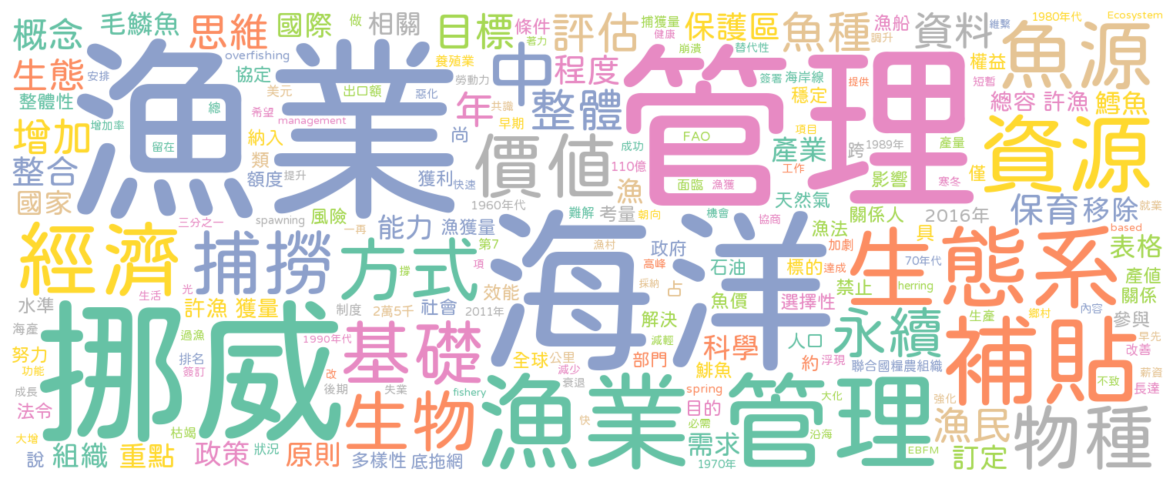 概念 毛鱗魚 思維 國際 做 相關 目標 條件 評估 捕撈量 保護區 魚種 漁船 資料 維繫 1980年代 Ecosystem
健康 著力 崩潰 替代性 調升 權益 魚源
生態 安排 協定 overfishing 養殖業 勞動力 中 程度 簽署 海岸線 提供 短暫
整體性 美元 出口額 惡化 年 整體 穩定 總容許漁 鱈魚
增加 增加率 總 希望 management 共識 早期
漁業 管理 資源
留在 納入 尚 價值 FAO 成功 項目 產業 跨 1989年 產量 僅
整合 類 額度 提升 獲利 快速 110億 面臨 漁獲 工作 影響 寒冬
國家 三分之一 spawning 風險 一再 1960年代 能力 漁獲量 難解 漁 考量 朝向 機會 協商 天然氣 漁法 關係人 2016年 保育 移除 就業
經濟 捕撈 方式 海洋 漁村 政府 高峰 石油 標的 達成 加劇 具 70年代 生態系 based 表格
水準 生活 光 許漁獲量 制度 2萬5千 撐 第7 項 社會 2011年 效能 採納 占 魚價 選擇性 禁止 herring 產值 關係
海產 過漁 挪威 1990年代 基礎 解決 減輕 人口 永續 生產 鄉村 內容 參與
努力 功能 排名 簽訂 改 全球 公里 減少 部門 科學 約 浮現 聯合國糧農組織 補貼 早先 改善
成長 後期 失業 衰退 鯡魚 spring 不致 薪資 長達
法令 大增 枯竭 生物 fishery 漁業管理 快 目的 必需 大化 強化 漁民 物種
說 組織 重點 政策 狀況 原則 多樣性 底拖網 需求 1970年 沿海 EBFM 訂定